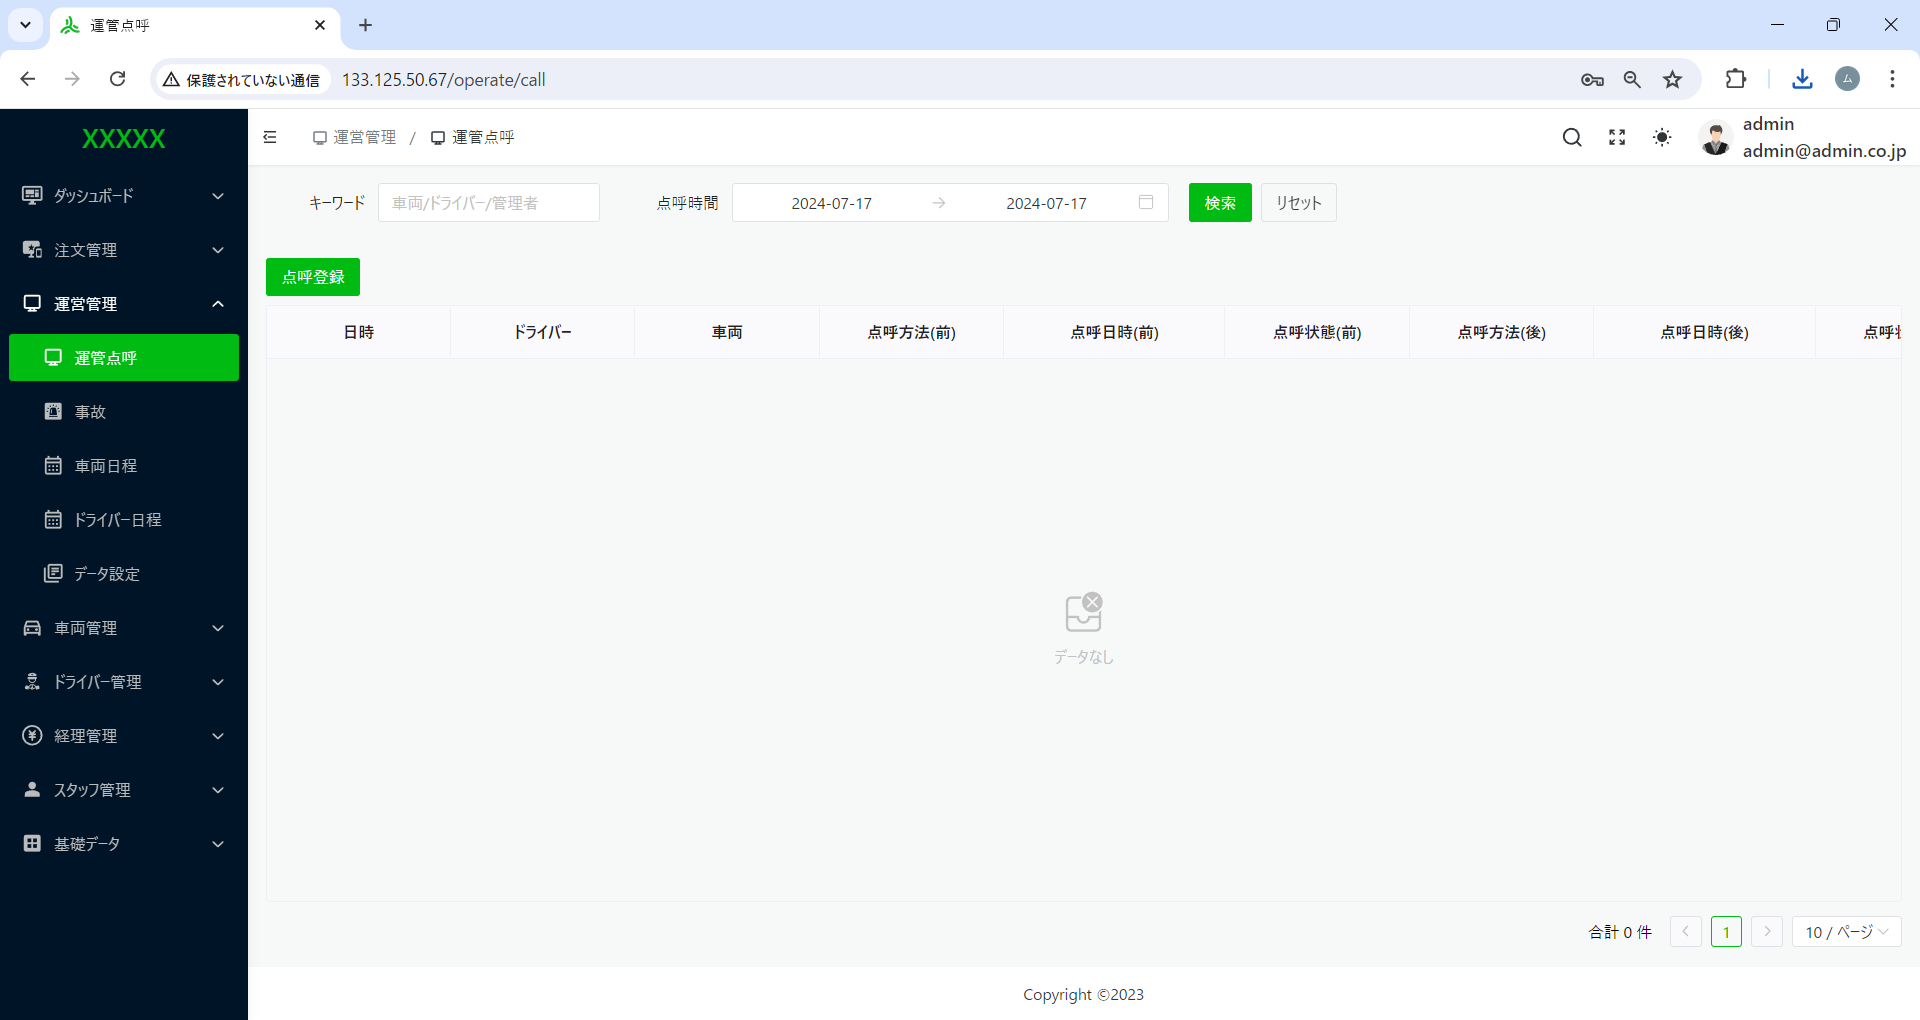 運管点呼
保護されていない通信 133.125.50.67/operate/call
ム
XXXXX
ダッシュボード
注文管理
運営管理
運管点呼
事故
車両日程
ドライバー日程
データ設定
車両管理
ドライバー管理
経理管理
スタッフ管理
基礎データ
運営管理 / 運管点呼
admin
admin@admin.co.jp
キーワード 車両/ドライバー/管理者 点呼時間 2024-07-17 → 2024-07-17 検索 リセット
点呼登録
日時 ドライバー 車両 点呼方法(前) 点呼日時(前) 点呼状態(前) 点呼方法(後) 点呼日時(後) 点呼
データなし
合計 0 件 1 10 / ページ
Copyright ©2023